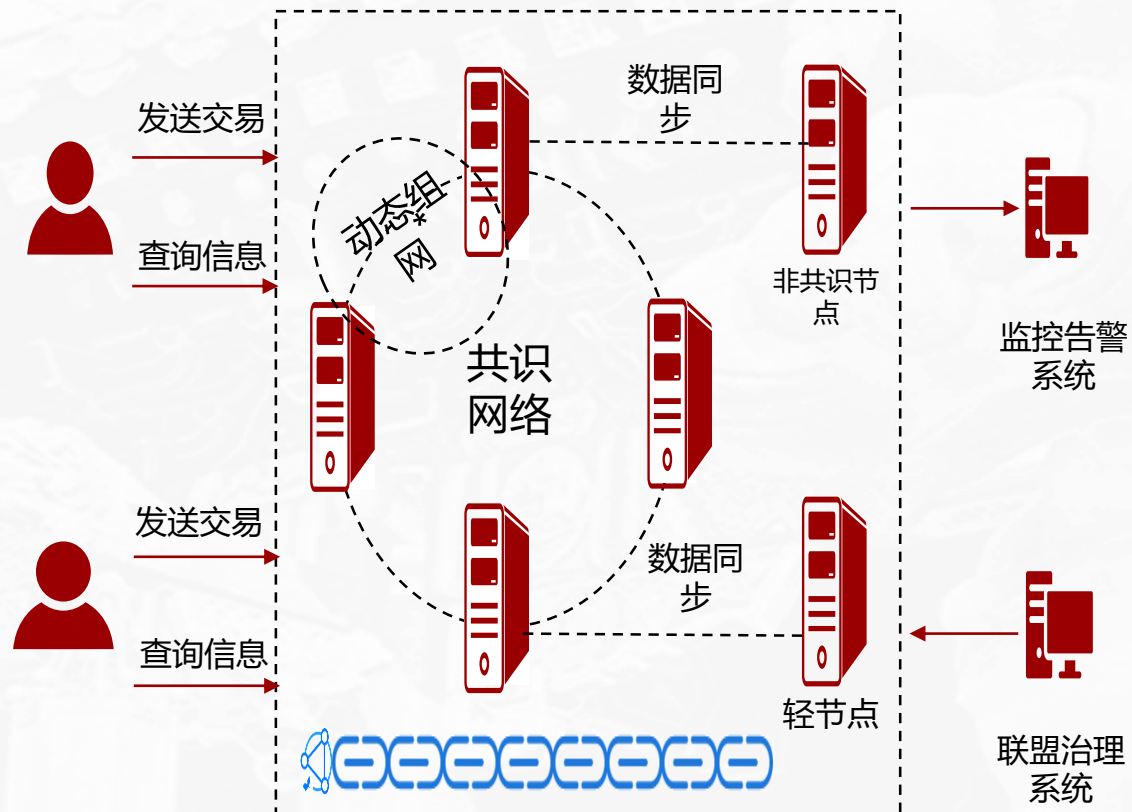 发送交易
查询信息
数据同
步
动态组
*
网
非共识节
点
监控告警
系统
共识
网络
发送交易
查询信息
数据同
步
轻节点
联盟治理
系统